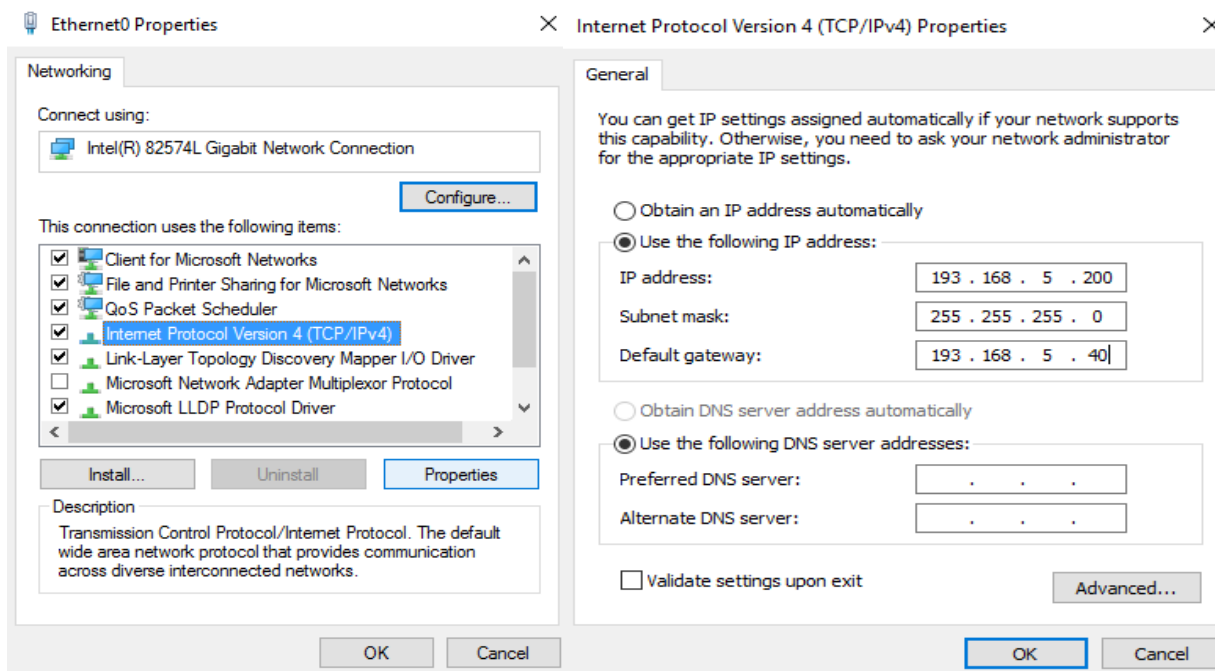 Ethernet0 Properties
Networking
Connect using:
Intel(R) 82574L Gigabit Network Connection
Configure...
This connection uses the following items:
Client for Microsoft Networks
File and Printer Sharing for Microsoft Networks
QoS Packet Scheduler
Internet Protocol Version 4 (TCP/IPv4)
Link-Layer Topology Discovery Mapper I/O Driver
Microsoft Network Adapter Multiplexor Protocol
Microsoft LLDP Protocol Driver
Install...
Uninstall
Properties
Description
Transmission Control Protocol/Internet Protocol. The default
wide area network protocol that provides communication
across diverse interconnected networks.
OK
Cancel
Internet Protocol Version 4 (TCP/IPv4) Properties
General
You can get IP settings assigned automatically if your network supports
this capability. Otherwise, you need to ask your network administrator
for the appropriate IP settings.
Obtain an IP address automatically
Use the following IP address:
IP address: 193 . 168 . 5 . 200
Subnet mask: 255 . 255 . 255 . 0
Default gateway: 193 . 168 . 5 . 40
Obtain DNS server address automatically
Use the following DNS server addresses:
Preferred DNS server: . . .
Alternate DNS server: . . .
Validate settings upon exit
Advanced...
OK
Cancel